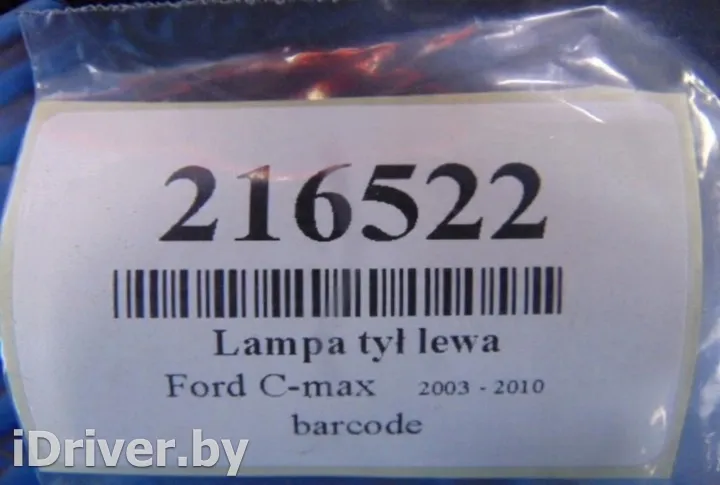 216522
Lampa tył lewa
Ford C-max 2003 - 2010
barcode
iDriver.by